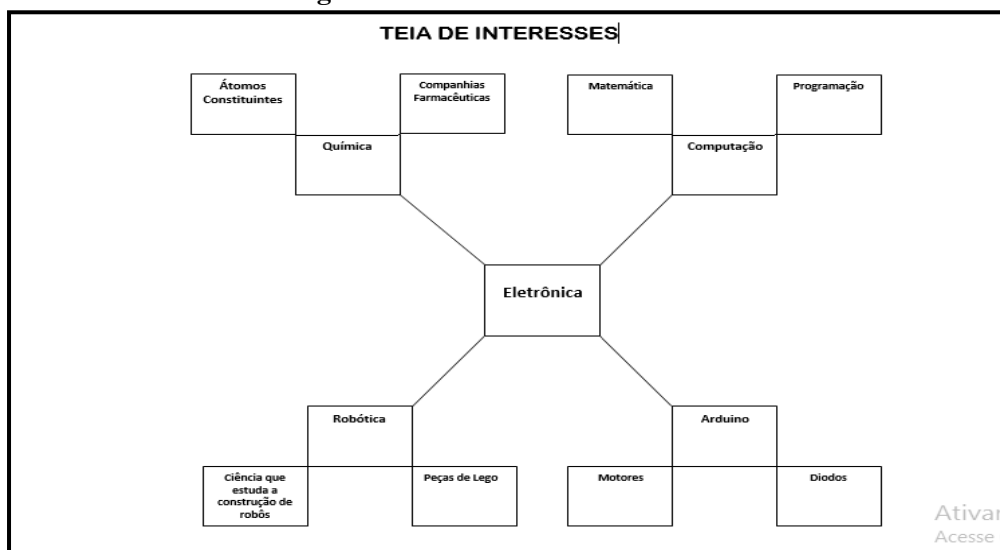 TEIA DE INTERESSES
Átomos
Constituintes
Companhias
Farmacêuticas
Matemática
Programação
Química
Computação
Eletrônica
Robótica
Arduino
Ciência que
estuda a
construção de
robôs
Peças de Lego
Motores
Diodos
Ativar
Acesse